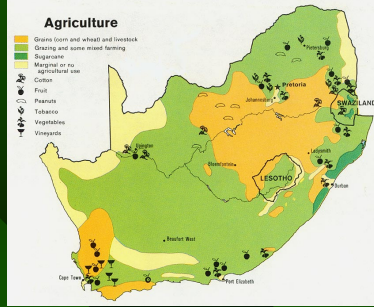 Agriculture
Grains (corn and wheat) and livestock
Grazing and some mixed farming
Sugarcane
Marginal or no
agricultural use
Cotton
Fruit
Peanuts
Tobacco
Vegetables
Vineyards
Pietersburg
Pretoria
Johannesburg
SWAZILAND
Upington
Ladysmith
Bloemfontein
LESOTHO
Durban
Beaufort West
Cape Town
Port Elizabeth